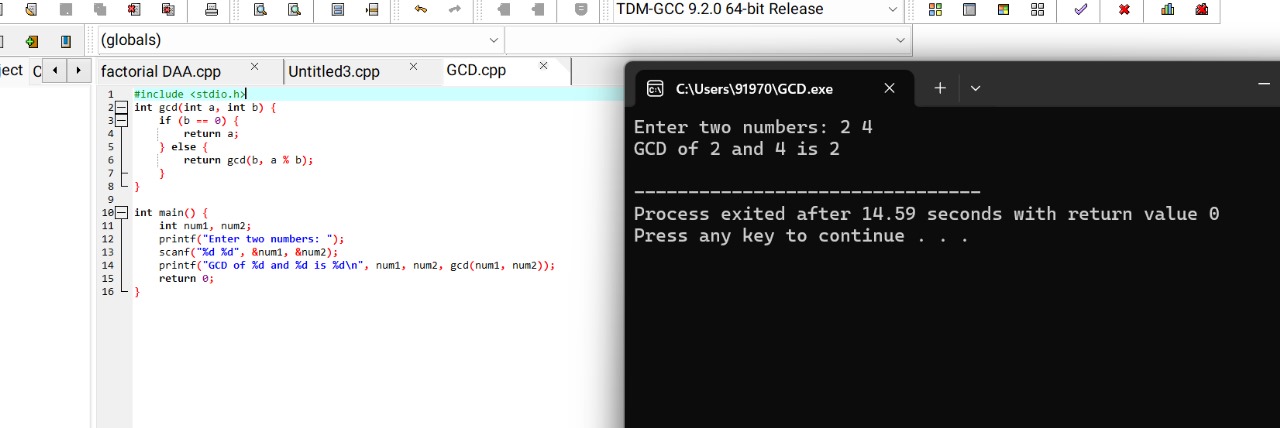 TDM-GCC 9.2.0 64-bit Release
(globals)
ject C factorial DAA.cpp Untitled3.cpp GCD.cpp
1 #include <stdio.h>
2 int gcd(int a, int b) {
3 if (b == 0) {
4 return a;
5 } else {
6 return gcd(b, a % b);
7 }
8 }
9
10 int main() {
11 int num1, num2;
12 printf("Enter two numbers: ");
13 scanf("%d %d", &num1, &num2);
14 printf("GCD of %d and %d is %d\n", num1, num2, gcd(num1, num2));
15 return 0;
16 }
C:\Users\91970\GCD.exe
Enter two numbers: 2 4
GCD of 2 and 4 is 2
--------------------------------
Process exited after 14.59 seconds with return value 0
Press any key to continue . . .